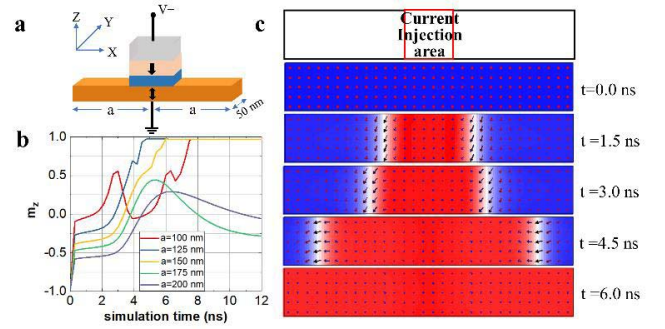 a
Z
Y
X
V−
a
a
50 nm
b
1.0
0.5
0.0
-0.5
-1.0
m_z
a=100 nm
a=125 nm
a=150 nm
a=175 nm
a=200 nm
0 2 4 6 8 10 12
simulation time (ns)
c
Current
Injection
area
t=0.0 ns
t=1.5 ns
t=3.0 ns
t=4.5 ns
t=6.0 ns